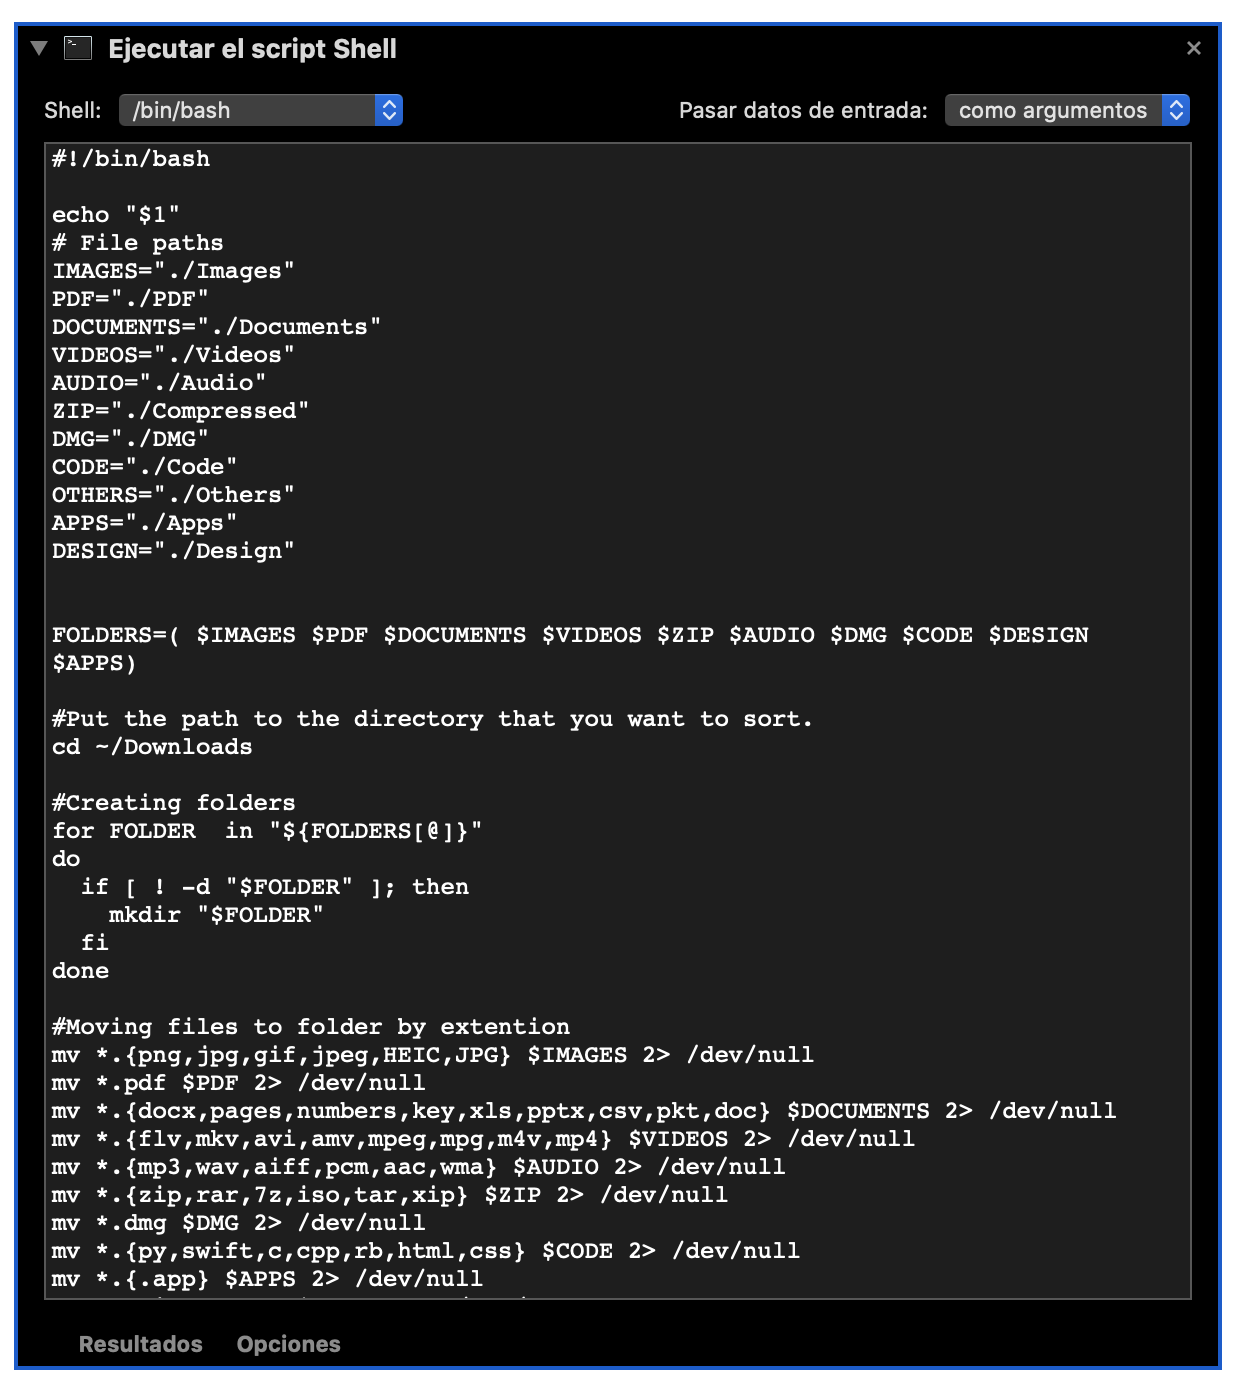 Ejecutar el script Shell
Shell: /bin/bash Pasar datos de entrada: como argumentos
#!/bin/bash
echo "$1"
# File paths
IMAGES="./Images"
PDF="./PDF"
DOCUMENTS="./Documents"
VIDEOS="./Videos"
AUDIO="./Audio"
ZIP="./Compressed"
DMG="./DMG"
CODE="./Code"
OTHERS="./Others"
APPS="./Apps"
DESIGN="./Design"
FOLDERS=( $IMAGES $PDF $DOCUMENTS $VIDEOS $ZIP $AUDIO $DMG $CODE $DESIGN
$APPS)
#Put the path to the directory that you want to sort.
cd ~/Downloads
#Creating folders
for FOLDER  in "${FOLDERS[@]}"
do
  if [ ! -d "$FOLDER" ]; then
    mkdir "$FOLDER"
  fi
done
#Moving files to folder by extention
mv *.{png,jpg,gif,jpeg,HEIC,JPG} $IMAGES 2> /dev/null
mv *.pdf $PDF 2> /dev/null
mv *.{docx,pages,numbers,key,xls,pptx,csv,pkt,doc} $DOCUMENTS 2> /dev/null
mv *.{flv,mkv,avi,amv,mpeg,mpg,m4v,mp4} $VIDEOS 2> /dev/null
mv *.{mp3,wav,aiff,pcm,aac,wma} $AUDIO 2> /dev/null
mv *.{zip,rar,7z,iso,tar,xip} $ZIP 2> /dev/null
mv *.dmg $DMG 2> /dev/null
mv *.{py,swift,c,cpp,rb,html,css} $CODE 2> /dev/null
mv *.{.app} $APPS 2> /dev/null
Resultados Opciones